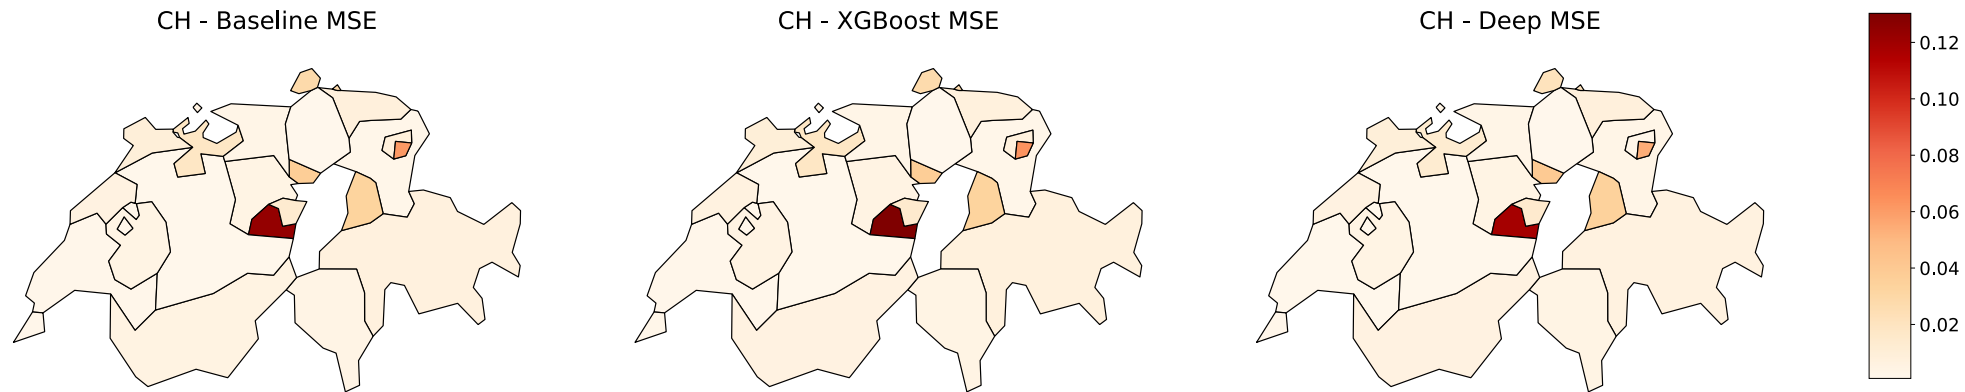 CH - Baseline MSE
CH - XGBoost MSE
CH - Deep MSE
0.12
0.10
0.08
0.06
0.04
0.02